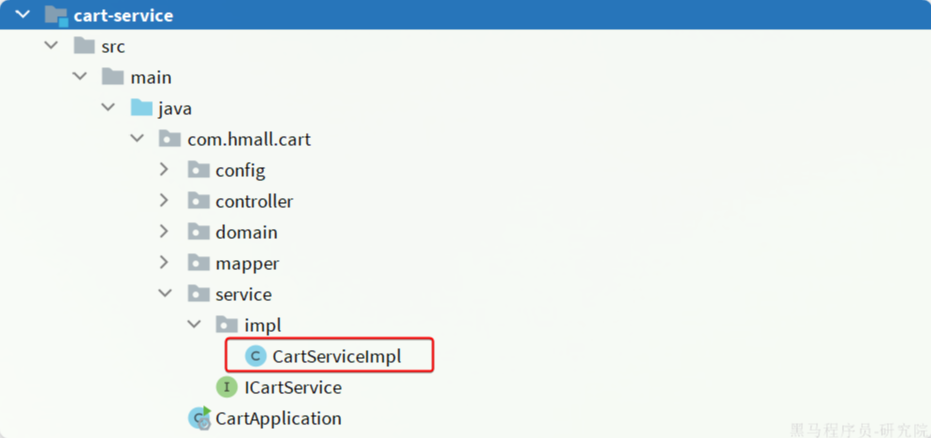 cart-service
src
main
java
com.hmall.cart
config
controller
domain
mapper
service
impl
C CartServiceImpl
I ICartService
C CartApplication
黑马程序员-研究院